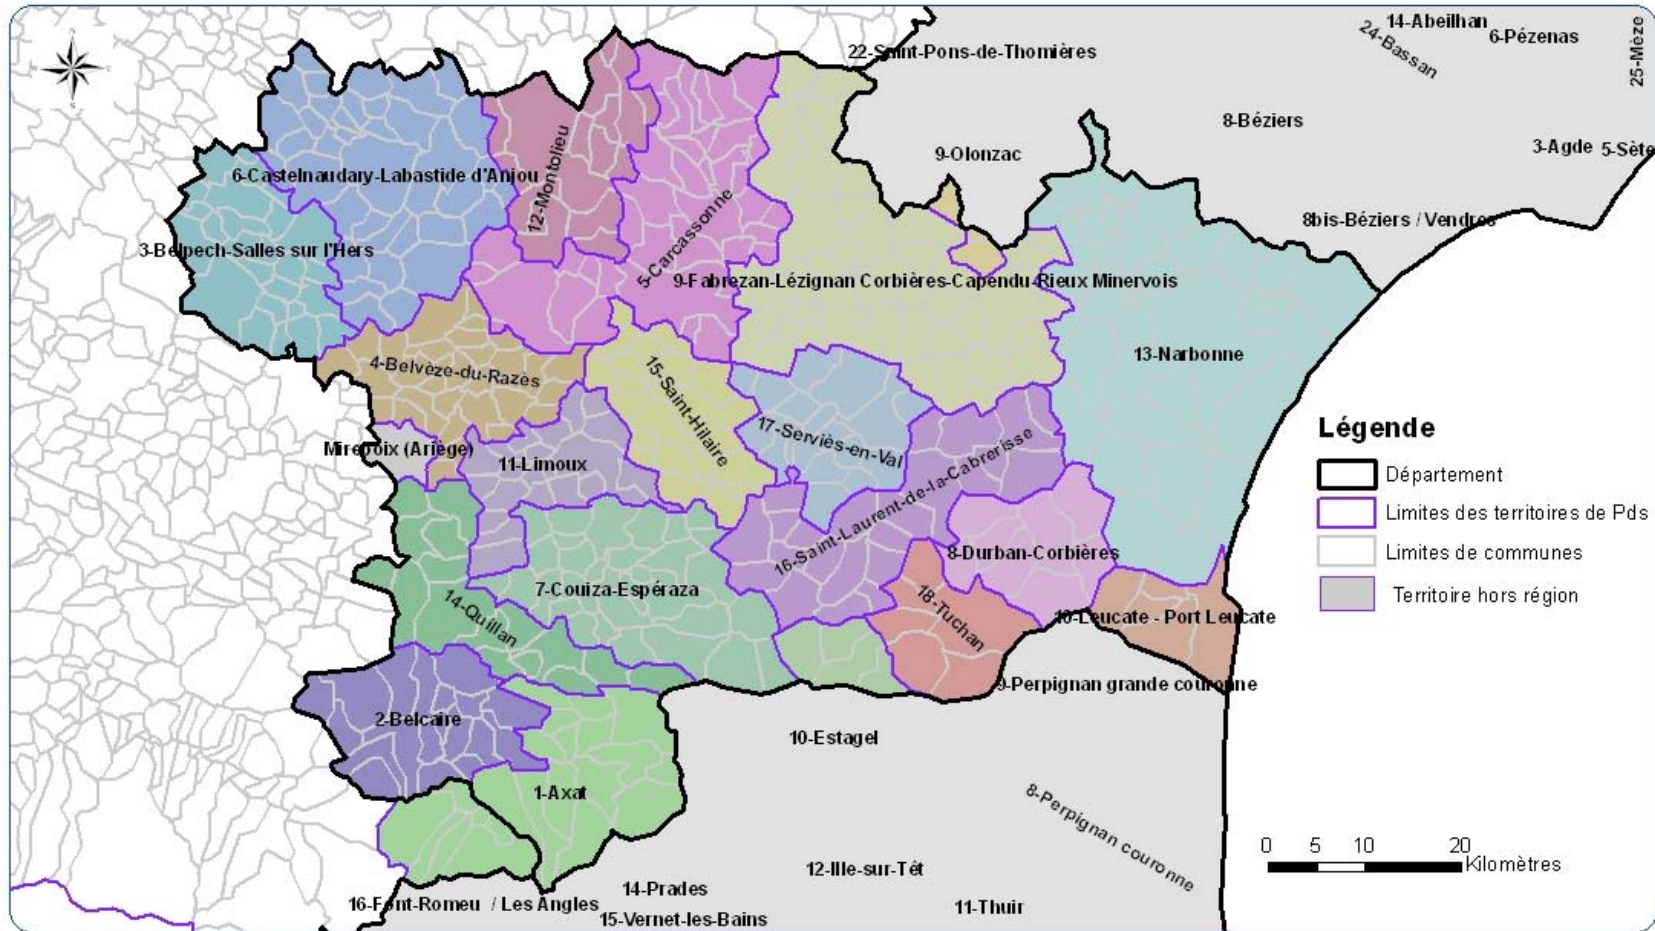 14-Abeilhan
6-Pézenas
24-Bassan
25-Mèze
22-Saint-Pons-de-Thomières
8-Béziers
3-Agde
5-Sète
9-Olonzac
6-Castelnaudary-Labastide d'Anjou
12-Montolieu
8bis-Béziers / Vendres
3-Belpech-Salles sur l'Hers
5-Carcassonne
9-Fabrezan-Lézignan Corbières-Capendu-Rieux Minervois
13-Narbonne
4-Belvèze-du-Razès
15-Saint-Hilaire
17-Serviès-en-Val
Mirepoix (Ariège)
11-Limoux
16-Saint-Laurent-de-la-Cabrerisse
8-Durban-Corbières
7-Couiza-Espéraza
14-Quillan
18-Tuchan
10-Leucate - Port Leucate
9-Perpignan grande couronne
2-Belcaire
10-Estagel
1-Axat
8-Perpignan couronne
12-Ille-sur-Têt
14-Prades
16-Font-Romeu / Les Angles
15-Vernet-les-Bains
11-Thuir
Légende
Département
Limites des territoires de Pds
Limites de communes
Territoire hors région
0 5 10 20
Kilomètres